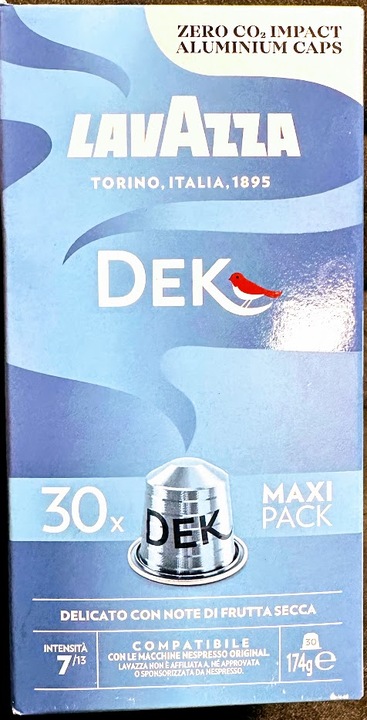 ZERO CO₂ IMPACT
ALUMINIUM CAPS
LAVAZZA
TORINO, ITALIA, 1895
DEK
30x
MAXI
PACK
DEK
DELICATO CON NOTE DI FRUTTA SECCA
INTENSITÀ
7/13
COMPATIBILE
CON LE MACCHINE NESPRESSO ORIGINAL.
LAVAZZA NON È AFFILIATA A, NÉ APPROVATA
O SPONSORIZZATA DA NESPRESSO.
30
174g e